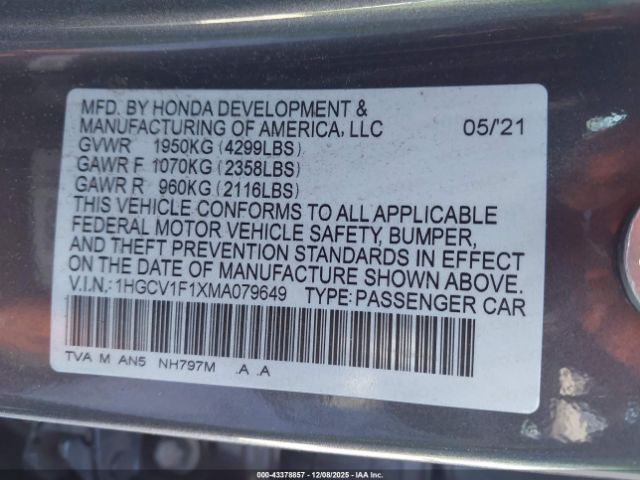 MFD. BY HONDA DEVELOPMENT &
MANUFACTURING OF AMERICA, LLC 05/'21
GVWR 1950KG (4299LBS)
GAWR F 1070KG (2358LBS)
GAWR R 960KG (2116LBS)
THIS VEHICLE CONFORMS TO ALL APPLICABLE
FEDERAL MOTOR VEHICLE SAFETY, BUMPER,
AND THEFT PREVENTION STANDARDS IN EFFECT
ON THE DATE OF MANUFACTURE SHOWN ABOVE.
V.I.N.: 1HGCV1F1XMA079649 TYPE: PASSENGER CAR
TVA M AN5 NH797M .A .A
000-43378857 - 12/08/2025 - IAA Inc.